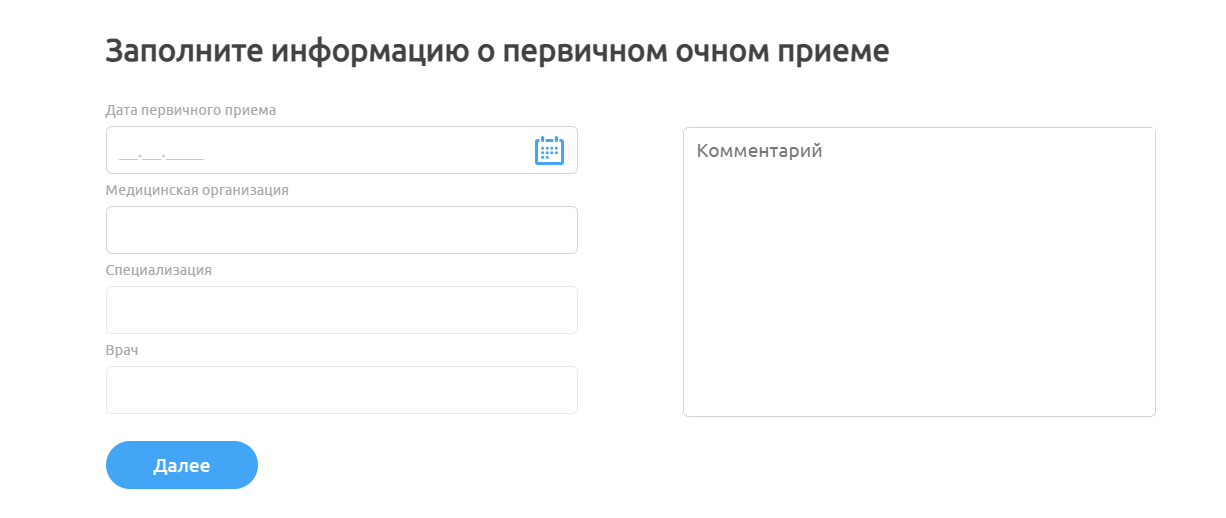 Заполните информацию о первичном очном приеме
Дата первичного приема
__.__.____
Медицинская организация
Специализация
Врач
Комментарий
Далее